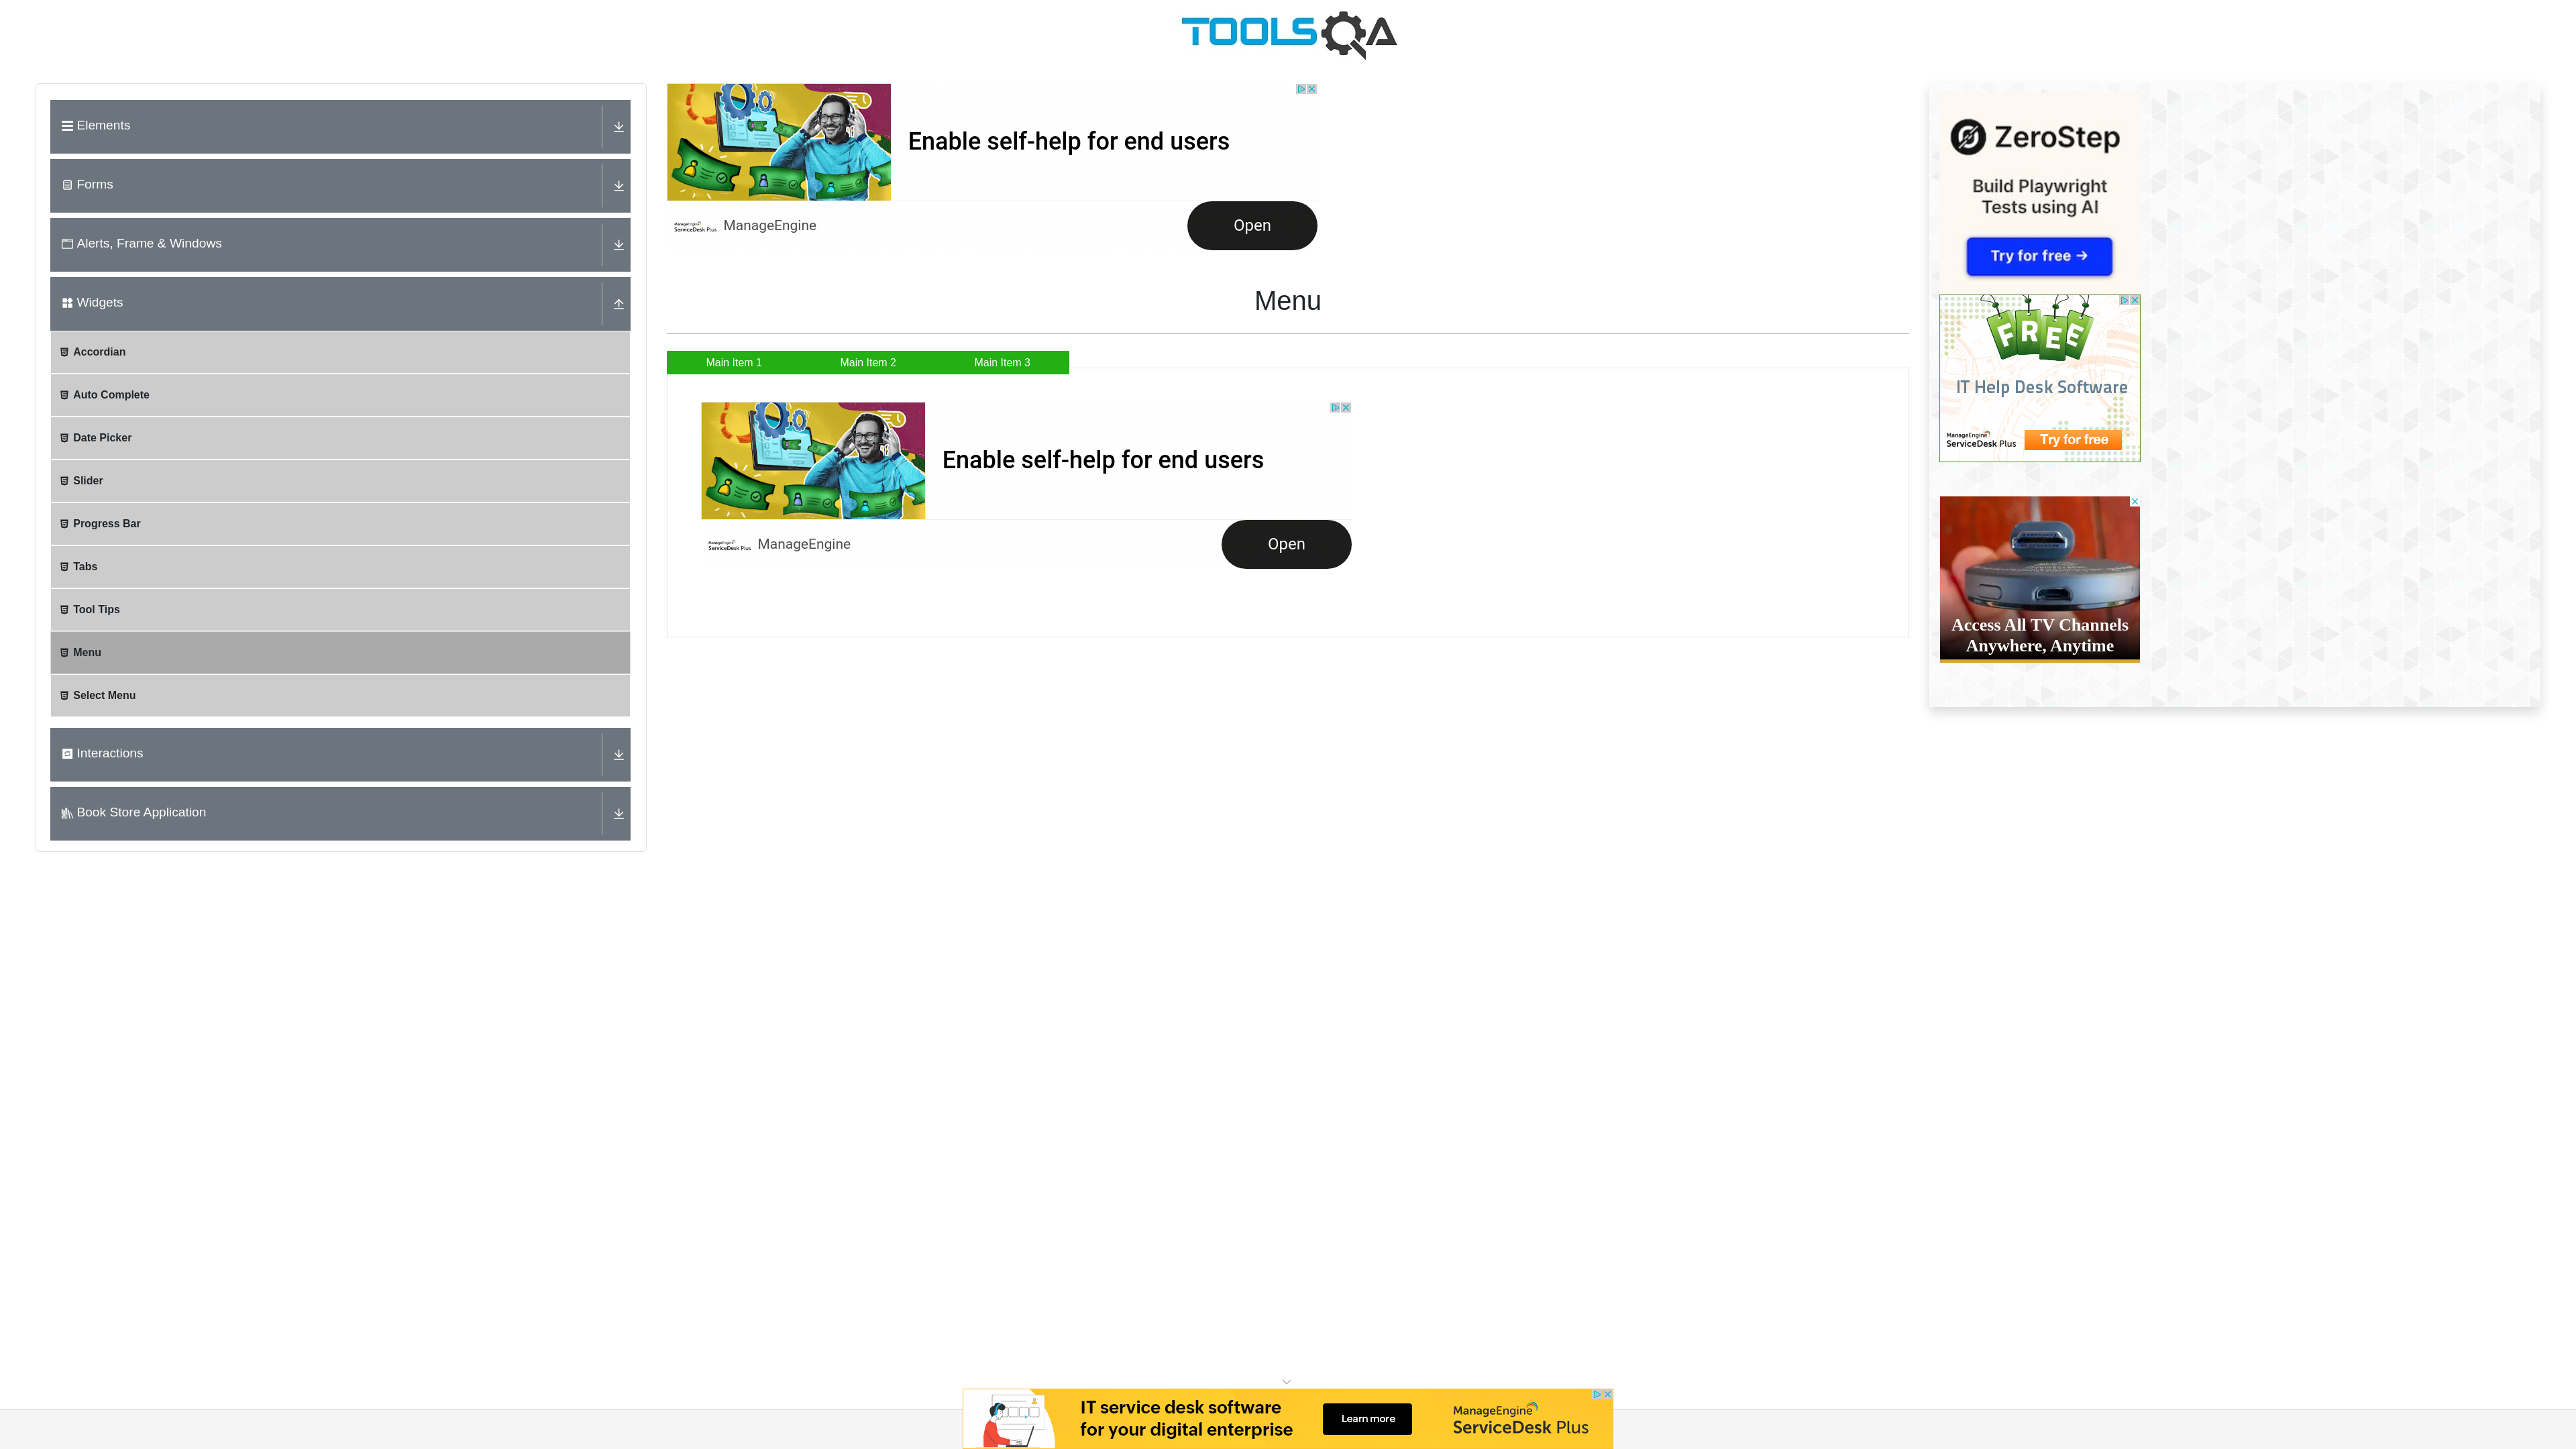 TOOLSQA
Elements
Forms
Alerts, Frame & Windows
Widgets
Accordian
Auto Complete
Date Picker
Slider
Progress Bar
Tabs
Tool Tips
Menu
Select Menu
Interactions
Book Store Application
Enable self-help for end users
ManageEngine
ServiceDesk Plus
ManageEngine
Open
Menu
Main Item 1
Main Item 2
Main Item 3
Enable self-help for end users
ManageEngine
ServiceDesk Plus
ManageEngine
Open
ZeroStep
Build Playwright
Tests using AI
Try for free →
FREE
IT Help Desk Software
ManageEngine
ServiceDesk Plus
Try for free
Access All TV Channels
Anywhere, Anytime
IT service desk software
for your digital enterprise
Learn more
ManageEngine
ServiceDesk Plus